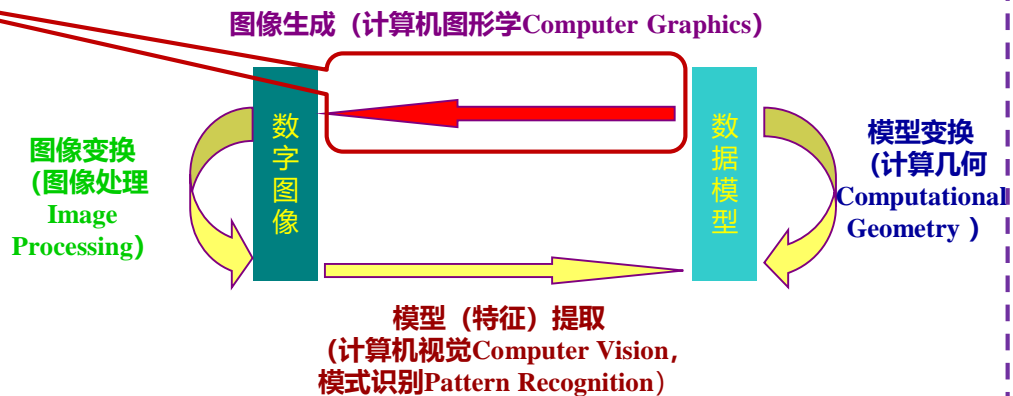 图像生成（计算机图形学Computer Graphics）
图像变换
（图像处理
Image
Processing）
数
字
图
像
数
据
模
型
模型变换
（计算几何
Computational
Geometry ）
模型（特征）提取
（计算机视觉Computer Vision，
模式识别Pattern Recognition）